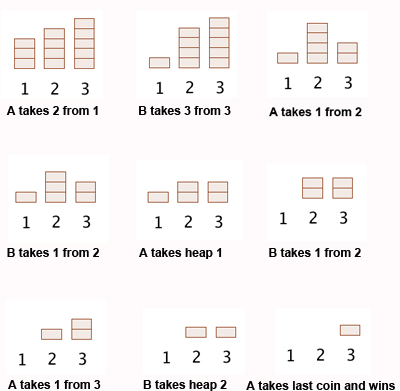 1 2 3
A takes 2 from 1
1 2 3
B takes 3 from 3
1 2 3
A takes 1 from 2
1 2 3
B takes 1 from 2
1 2 3
A takes heap 1
1 2 3
B takes 1 from 2
1 2 3
A takes 1 from 3
1 2 3
B takes heap 2
1 2 3
A takes last coin and wins